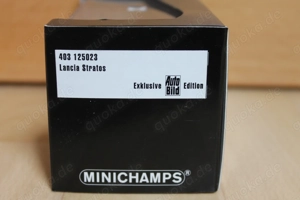 403 125023
Lancia Stratos
Exklusive Auto Bild Edition
MINICHAMPS®